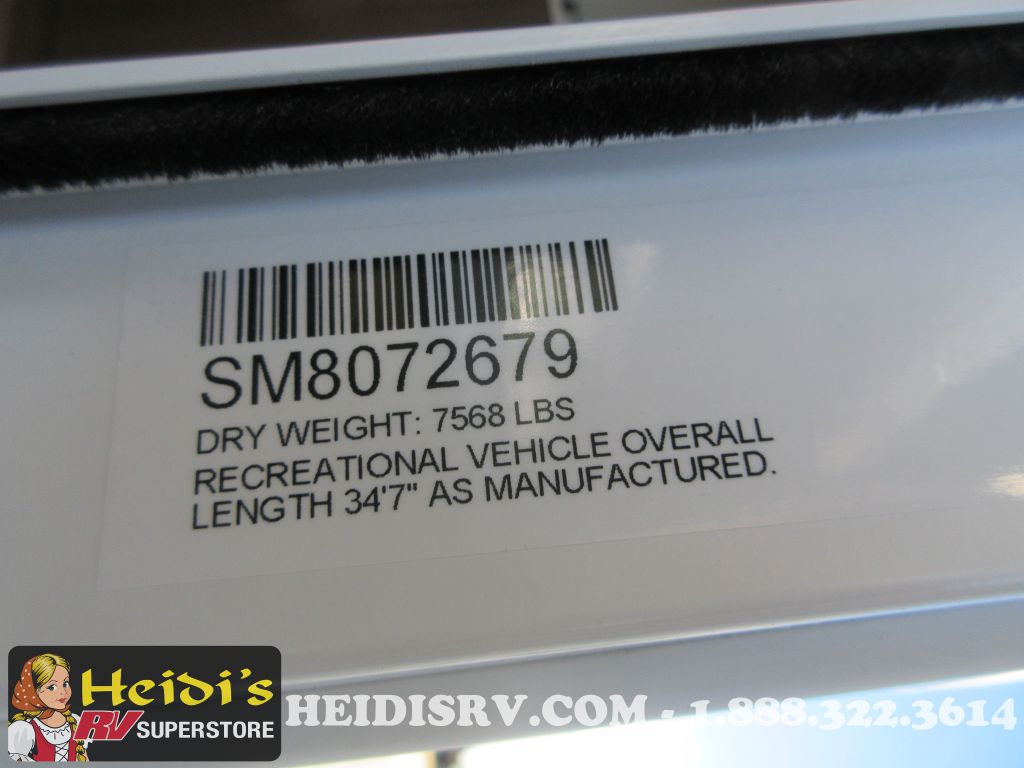 SM8072679
DRY WEIGHT: 7568 LBS
RECREATIONAL VEHICLE OVERALL
LENGTH 34'7" AS MANUFACTURED.
Heidi's
RV SUPERSTORE
HEIDISRV.COM - 1.888.322.3614